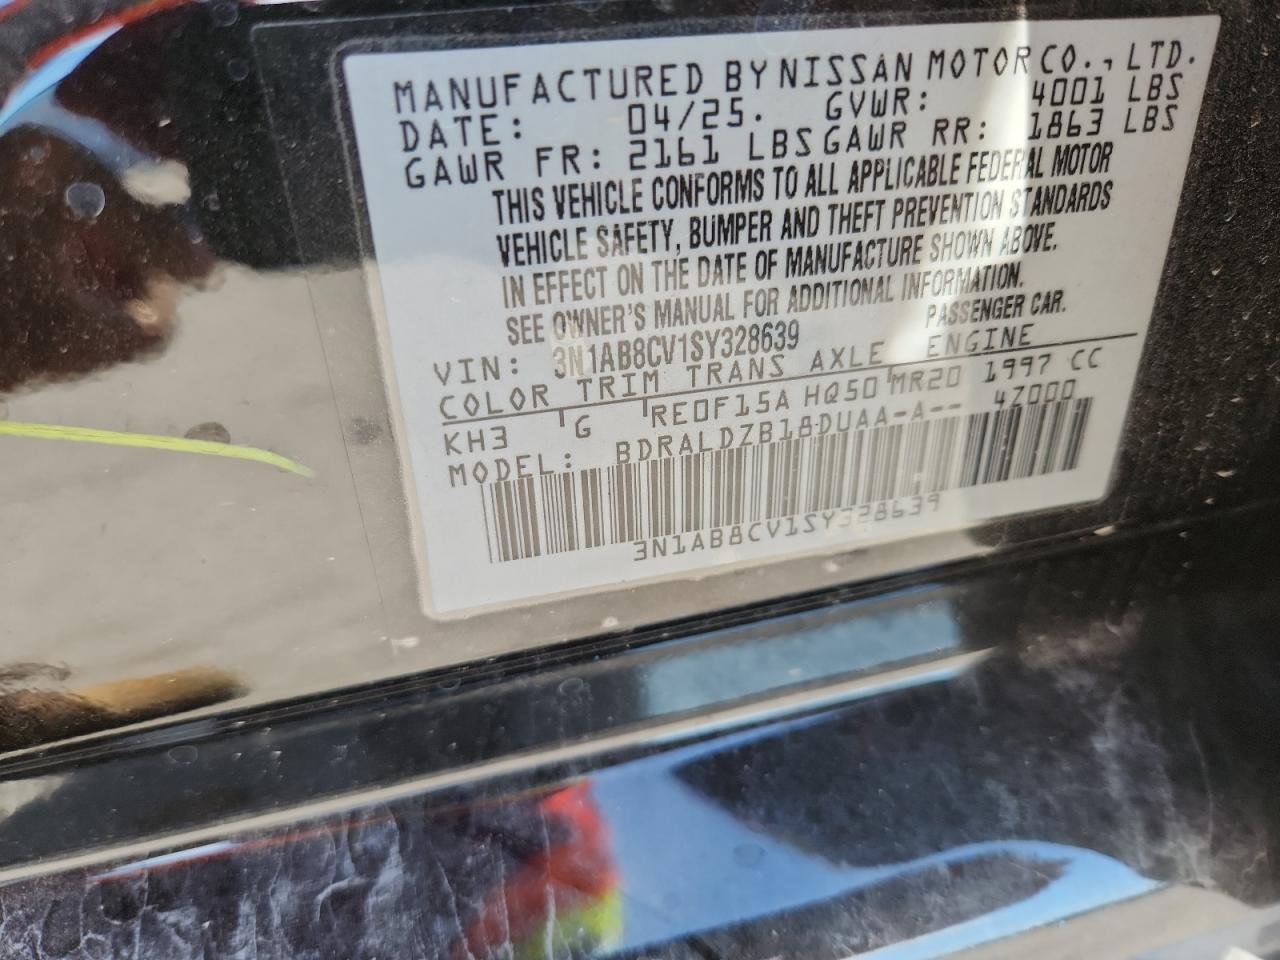 MANUFACTURED BY NISSAN MOTOR CO., LTD.
DATE: 04/25. GVWR: 4001 LBS
GAWR FR: 2161 LBS GAWR RR: 1863 LBS
THIS VEHICLE CONFORMS TO ALL APPLICABLE FEDERAL MOTOR
VEHICLE SAFETY, BUMPER AND THEFT PREVENTION STANDARDS
IN EFFECT ON THE DATE OF MANUFACTURE SHOWN ABOVE.
SEE OWNER'S MANUAL FOR ADDITIONAL INFORMATION.
VIN: 3N1AB8CV1SY328639 PASSENGER CAR.
COLOR TRIM TRANS AXLE ENGINE
KH3 G RE0F15A HQ50 MR20 1997 CC
MODEL: BDRALDZB18DUAA-A-- 4Z000
3N1AB8CV1SY328639